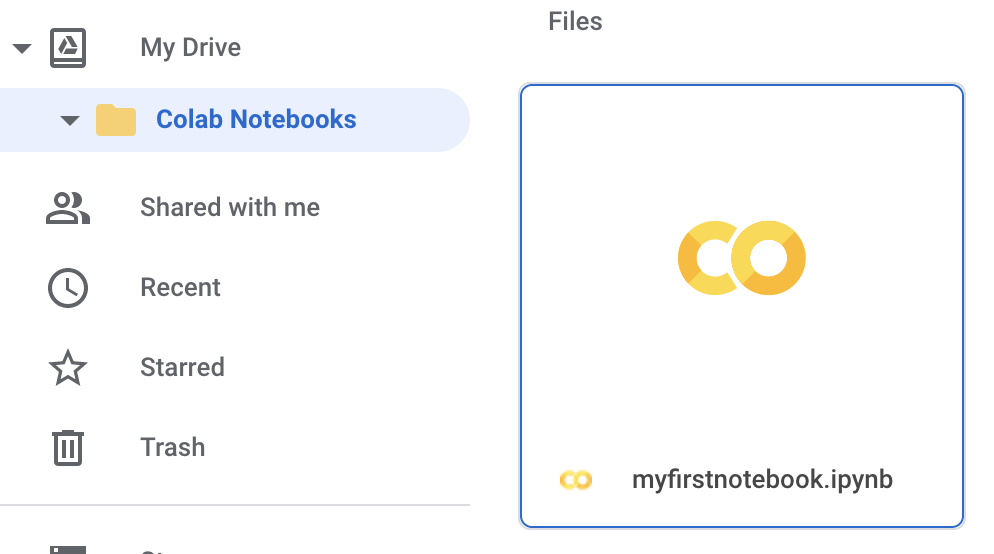 My Drive
Colab Notebooks
Shared with me
Recent
Starred
Trash
Files
myfirstnotebook.ipynb